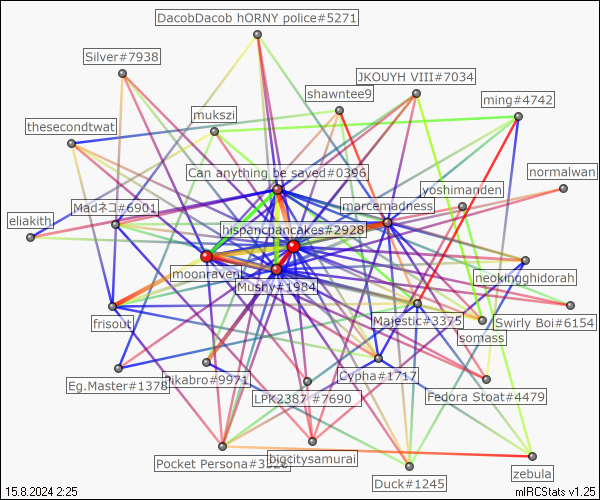 DacobDacob hORNY police#5271
Silver#7938
JKOUYH VIII#7034
shawntee9
ming#4742
mukszi
thesecondtwat
Can anything be saved#0396
normalwan
yoshimanden
marcemadness
Madネコ#6901
eliakith
hispancpancakes#2928
moonraven
neokingghidorah
Mushy#1984
frisout
Majestic#3375
Swirly Boi#6154
somass
Eg.Master#1378
Pikabro#9971
Cypha#1717
LPK2387 #7690
Fedora Stoat#4479
bigcitysamurai
Pocket Persona#3528
zebula
Duck#1245
15.8.2024 2:25
mIRCStats v1.25